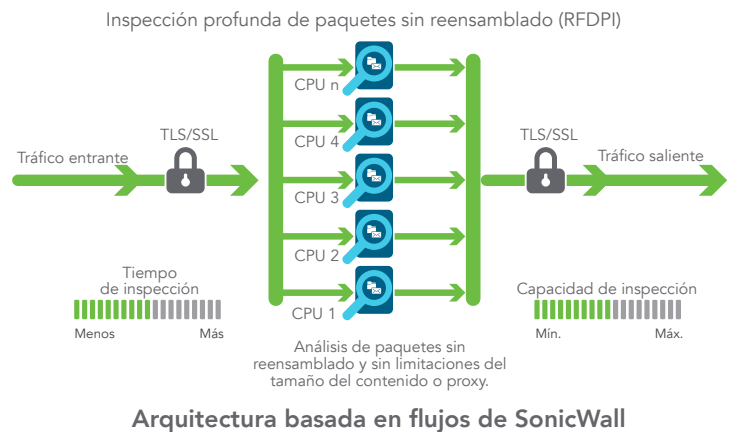 Inspección profunda de paquetes sin reensamblado (RFDPI)
CPU n
TLS/SSL
Tráfico entrante
CPU 4
CPU 3
CPU 2
CPU 1
TLS/SSL
Tráfico saliente
Tiempo
de inspección
Menos
Más
Capacidad de inspección
Mín.
Máx.
Análisis de paquetes sin
reensamblado y sin limitaciones del
tamaño del contenido o proxy.
Arquitectura basada en flujos de SonicWall